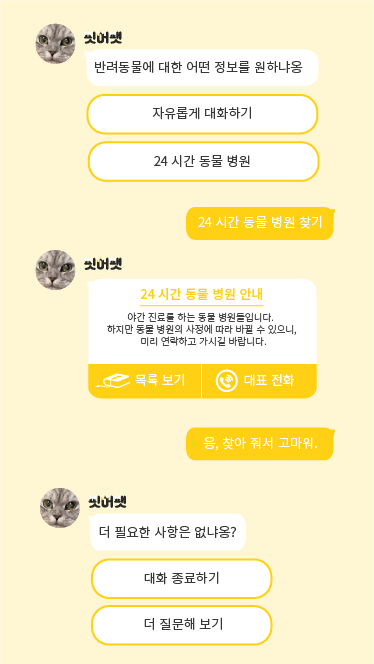 씻어쨋
반려동물에 대한 어떤 정보를 원하냐옹
자유롭게 대화하기
24 시간 동물 병원
24 시간 동물 병원 찾기
씻어쨋
24 시간 동물 병원 안내
야간 진료를 하는 동물 병원들입니다.
하지만 동물 병원의 사정에 따라 바뀔 수 있으니,
미리 연락하고 가시길 바랍니다.
목록 보기
대표 전화
응, 찾아 줘서 고마워.
씻어쨋
더 필요한 사항은 없냐옹?
대화 종료하기
더 질문해 보기